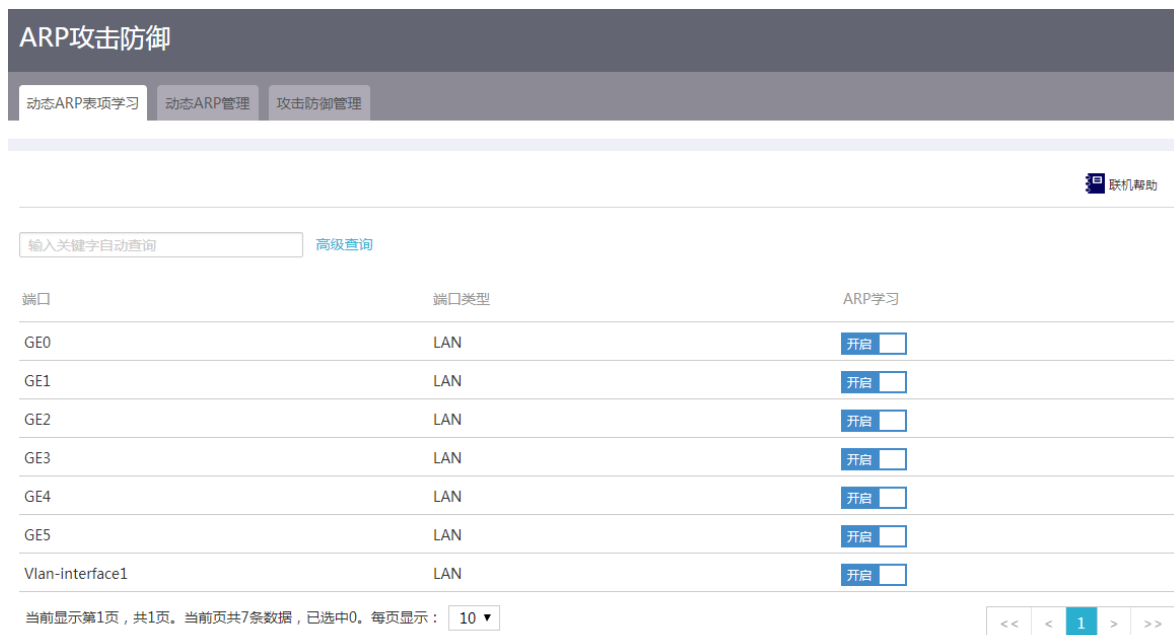 ARP攻击防御
动态ARP表项学习 动态ARP管理 攻击防御管理
联机帮助
输入关键字自动查询 高级查询
端口 端口类型 ARP学习
GE0 LAN 开启
GE1 LAN 开启
GE2 LAN 开启
GE3 LAN 开启
GE4 LAN 开启
GE5 LAN 开启
Vlan-interface1 LAN 开启
当前显示第1页，共1页。当前页共7条数据，已选中0。每页显示： 10 ▼ << < 1 > >>